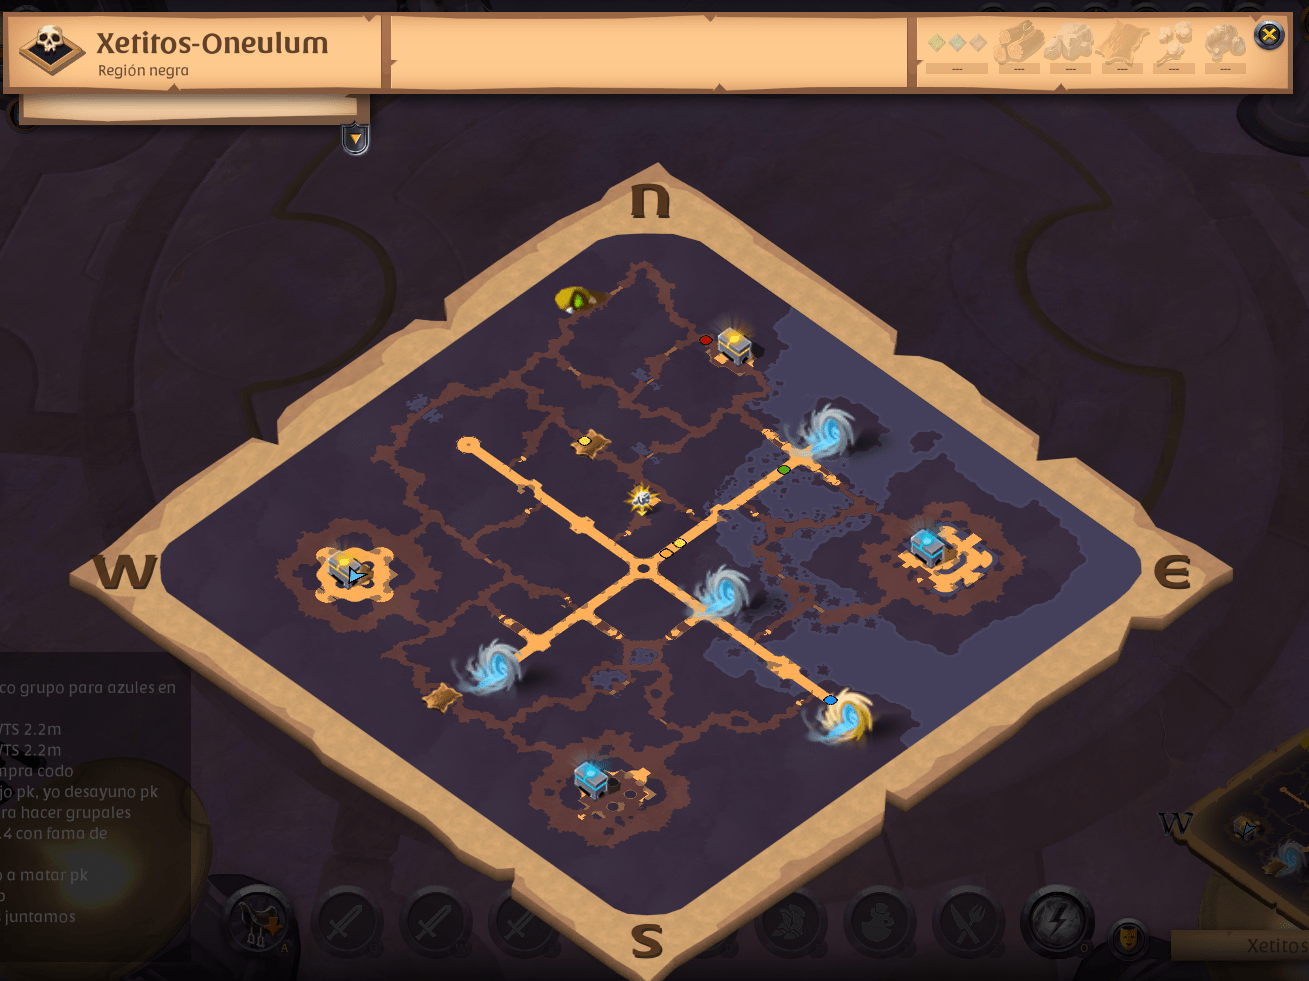 Xetitos-Oneulum
Región negra
N
W
E
S
co grupo para azules en
TS 2.2m
TS 2.2m
mpra codo
jo pk, yo desayuno pk
ra hacer grupales
.4 con fama de
o a matar pk
o
s juntamos
W
A
O
Xetitos